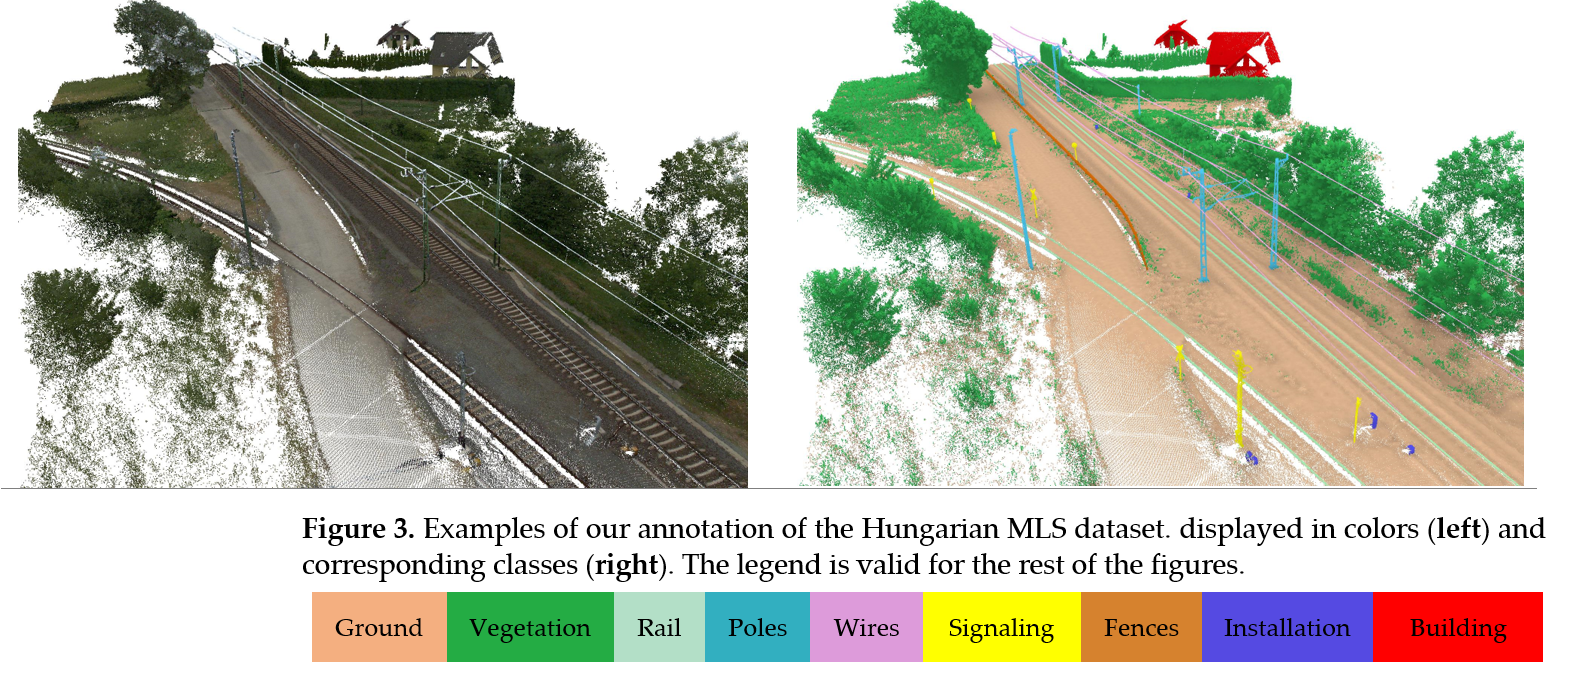 Figure 3. Examples of our annotation of the Hungarian MLS dataset. displayed in colors (left) and
corresponding classes (right). The legend is valid for the rest of the figures.
Ground Vegetation Rail Poles Wires Signaling Fences Installation Building